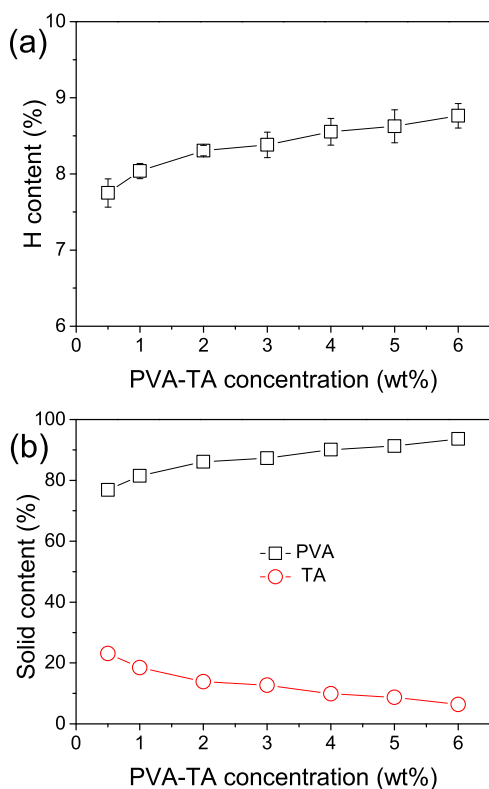 (a)
H content (%)
10
9
8
7
6
0 1 2 3 4 5 6
PVA-TA concentration (wt%)
(b)
Solid content (%)
100
80
60
40
20
0
PVA
TA
0 1 2 3 4 5 6
PVA-TA concentration (wt%)